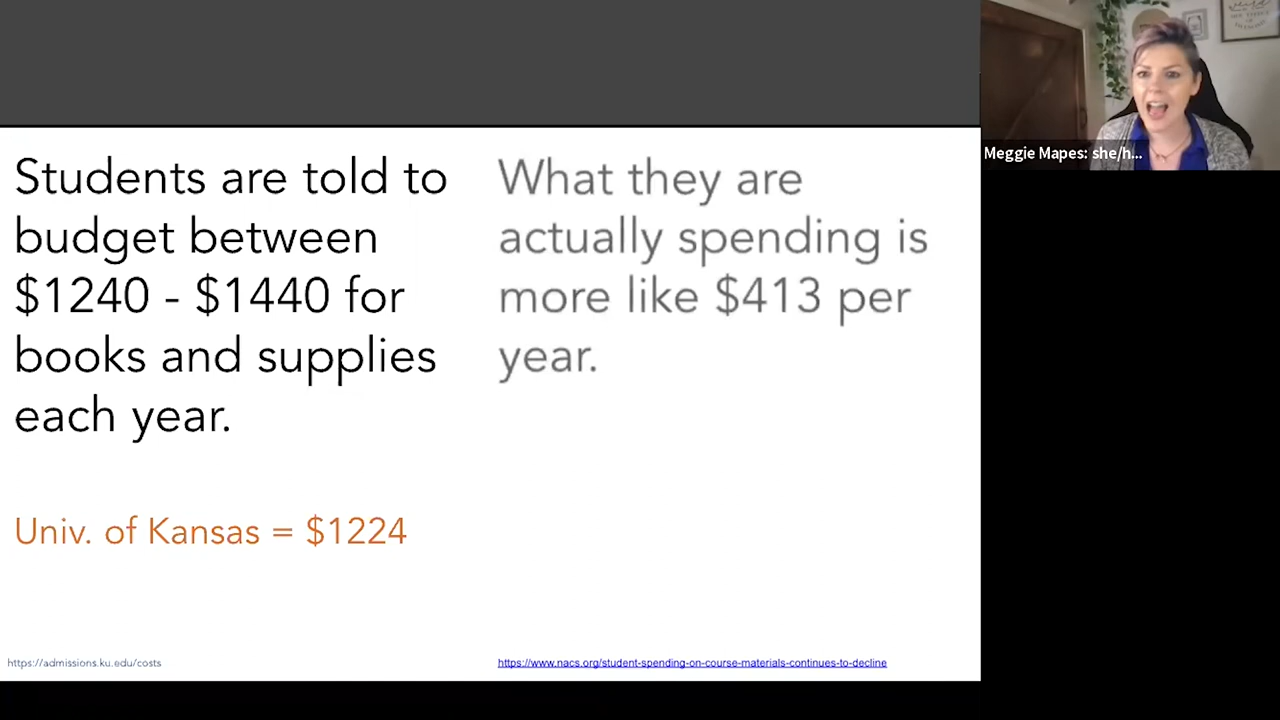 Students are told to
budget between
$1240 - $1440 for
books and supplies
each year.
Univ. of Kansas = $1224
https://admissions.ku.edu/costs
What they are
actually spending is
more like $413 per
year.
https://www.nacs.org/student-spending-on-course-materials-continues-to-decline
Meggie Mapes: she/h...